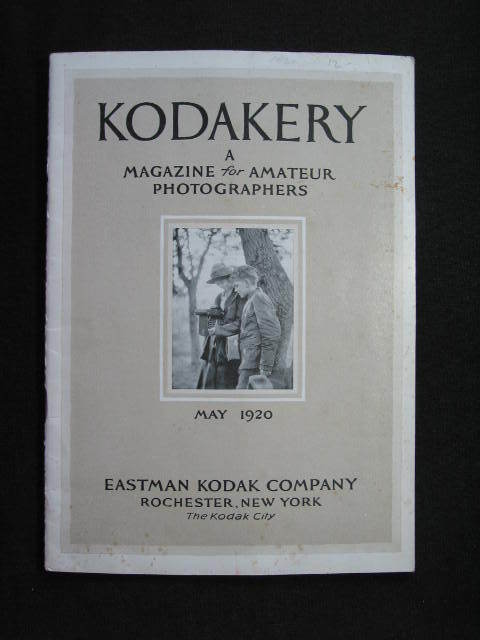 KODAKERY
A
MAGAZINE for AMATEUR
PHOTOGRAPHERS
MAY 1920
EASTMAN KODAK COMPANY
ROCHESTER, NEW YORK
The Kodak City